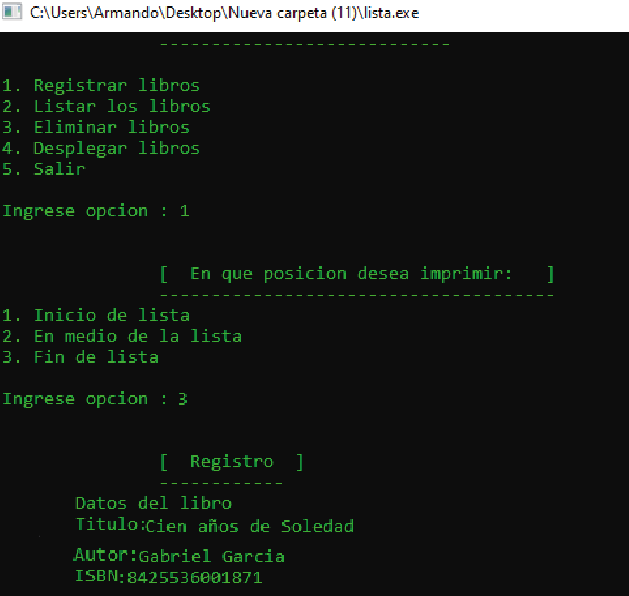 C:\Users\Armando\Desktop\Nueva carpeta (11)\lista.exe
----------------------------
1. Registrar libros
2. Listar los libros
3. Eliminar libros
4. Desplegar libros
5. Salir
Ingrese opcion : 1
[  En que posicion desea imprimir:   ]
--------------------------------------
1. Inicio de lista
2. En medio de la lista
3. Fin de lista
Ingrese opcion : 3
[  Registro  ]
------------
Datos del libro
Titulo:Cien años de Soledad
Autor:Gabriel Garcia
ISBN:8425536001871